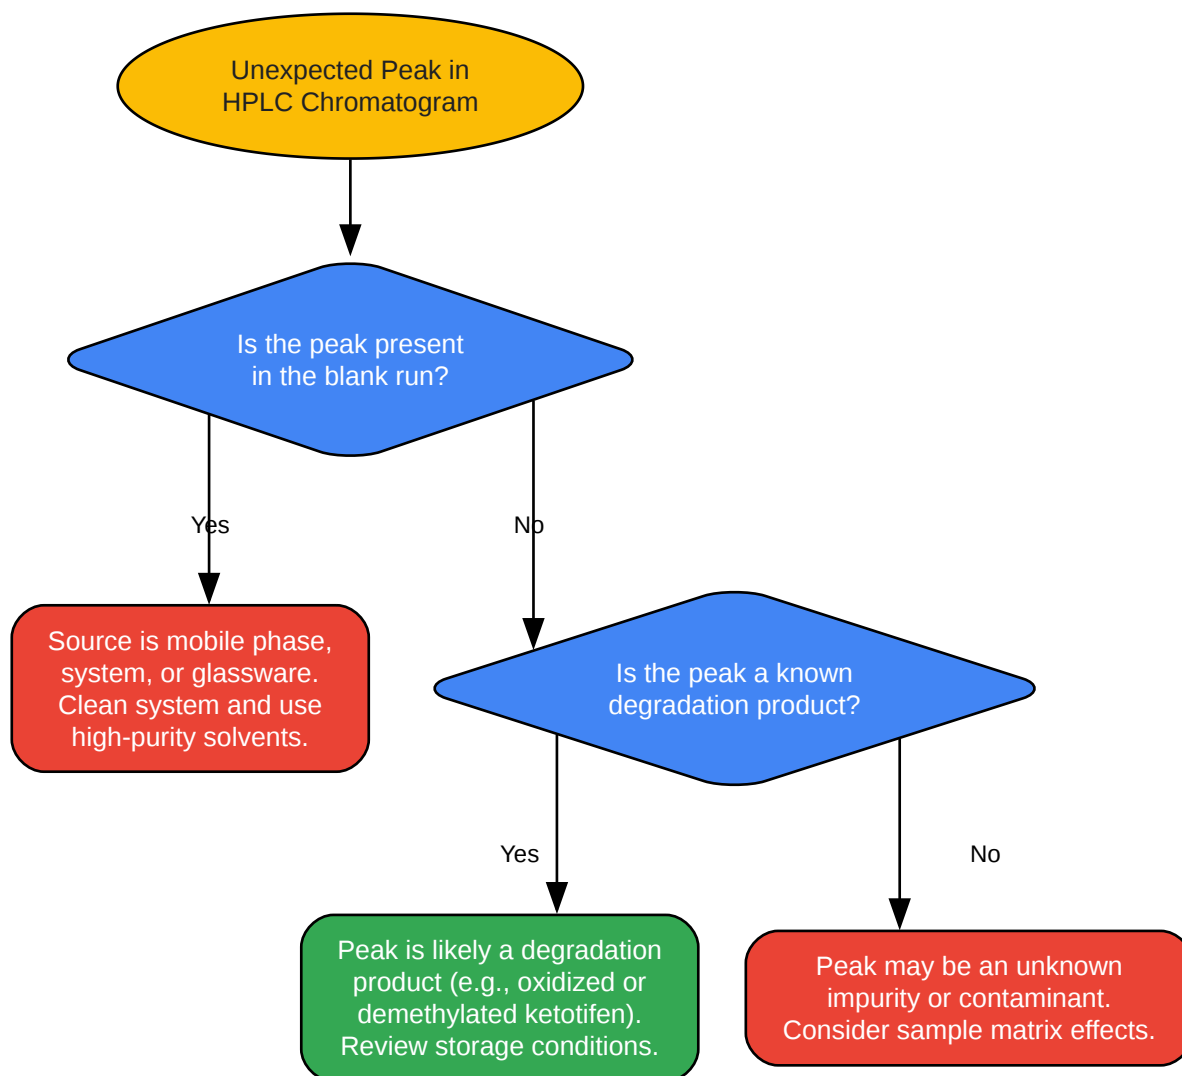 Unexpected Peak in
HPLC Chromatogram
Is the peak present
in the blank run?
Yes
No
Source is mobile phase,
system, or glassware.
Clean system and use
high-purity solvents.
Is the peak a known
degradation product?
Yes
No
Peak is likely a degradation
product (e.g., oxidized or
demethylated ketotifen).
Review storage conditions.
Peak may be an unknown
impurity or contaminant.
Consider sample matrix effects.